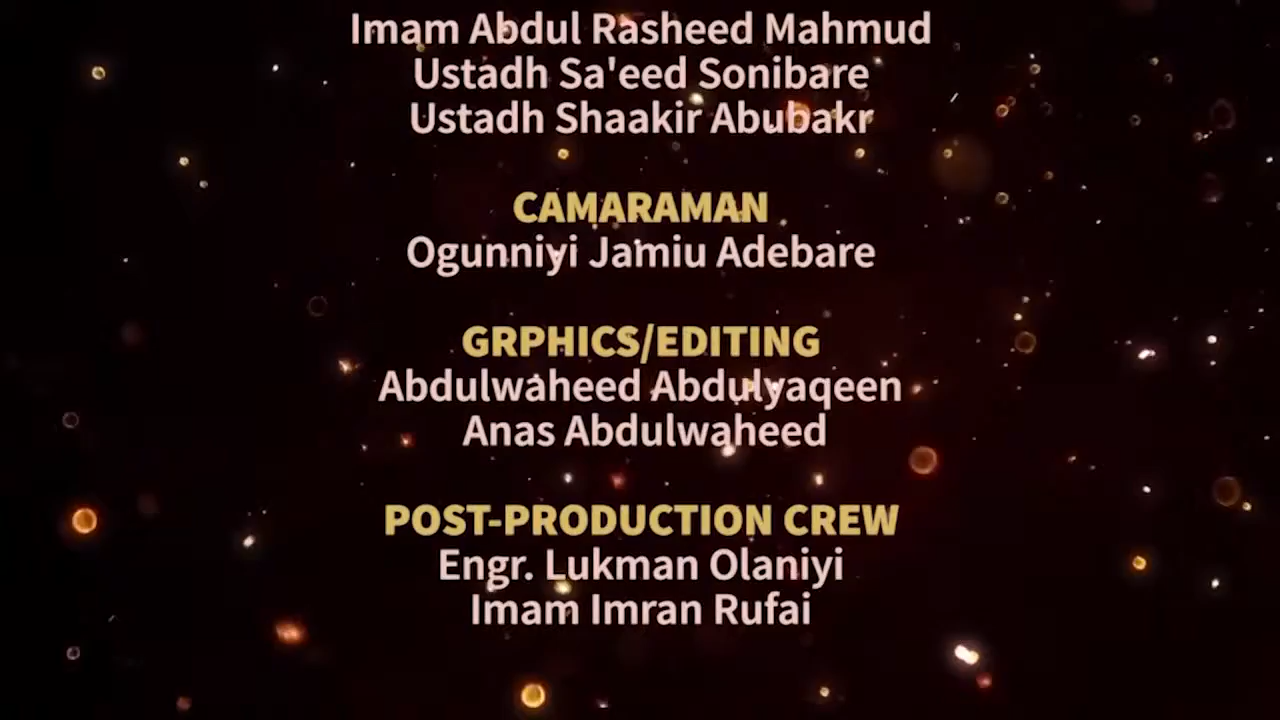 Imam Abdul Rasheed Mahmud
Ustadh Sa'eed Sonibare
Ustadh Shaakir Abubakr
CAMARAMAN
Ogunniyi Jamiu Adebare
GRPHICS/EDITING
Abdulwaheed Abdulyaqeen
Anas Abdulwaheed
POST-PRODUCTION CREW
Engr. Lukman Olaniyi
Imam Imran Rufai